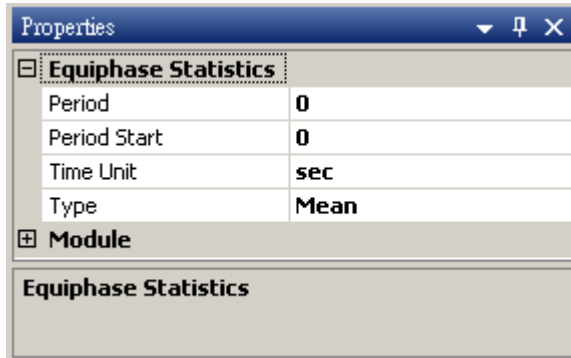 Properties
Equiphase Statistics
Period 0
Period Start 0
Time Unit sec
Type Mean
Module
Equiphase Statistics